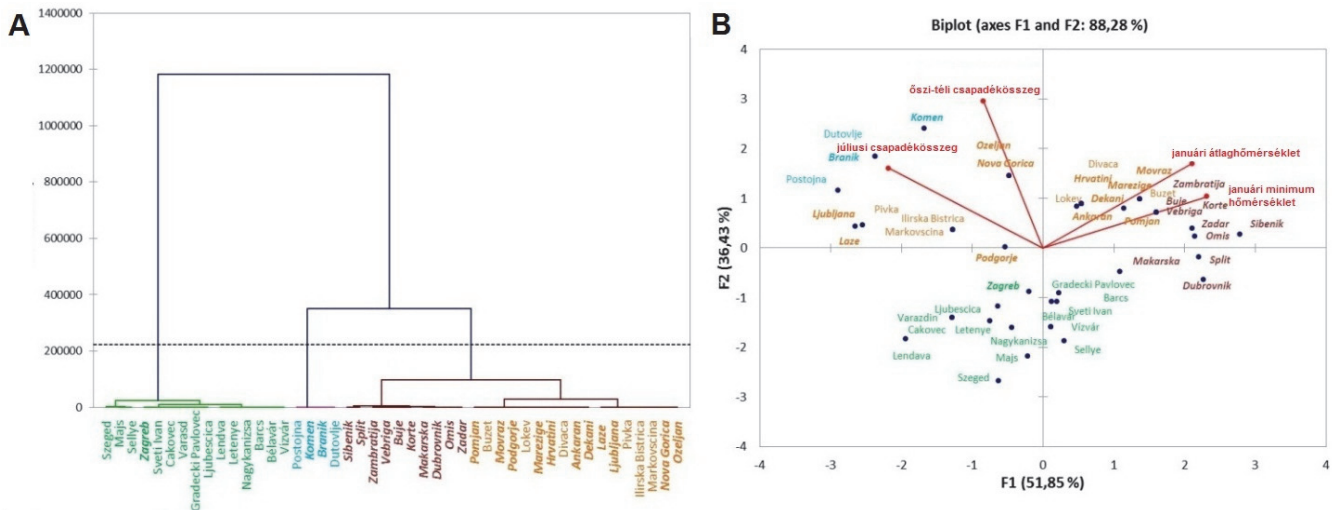 A
1400000
1200000
1000000
800000
600000
400000
200000
0
Szeged
Majs
Sellye
Zagreb
Sveti Ivan
Cakovec
Varasd
Gradecki Pavlovec
Ljubescica
Lendva
Letenye
Nagykanizsa
Barcs
Bélavár
Vizvár
Postojna
Komen
Branik
Dutovlje
Sibenik
Split
Zambratija
Vebriga
Buje
Korte
Makarska
Dubrovnik
Omis
Zadar
Pomjan
Buzet
Movraz
Podgorje
Lokev
Marezige
Hrvatini
Divaca
Ankaran
Dekani
Laze
Ljubljana
Pivka
Ilirska Bistrica
Markovscina
Nova Gorica
Ozeljan
B
Biplot (axes F1 and F2: 88,28 %)
F2 (36,43 %)
4
3
2
1
0
-1
-2
-3
-4
őszi-téli csapadékösszeg
Komen
Dutovlje
júliusi csapadékösszeg
Branik
Postojna
Ozeljan
Nova Gorica
januári átlaghőmérséklet
Divaca
Movraz
Hrvatini
Marezige
Zambratija
januári minimum
hőmérséklet
Lokev
Dekani
Buzet
Buje
Korte
Vebriga
Ankaran
Pomjan
Zadar
Sibenik
Omis
Ljubljana
Pivka
Ilirska Bistrica
Markovscina
Laze
Podgorje
Makarska
Split
Dubrovnik
Zagreb
Gradecki Pavlovec
Barcs
Ljubescica
Sveti Ivan
Varazdin
Bélavár
Cakovec
Letenye
Vizvár
Nagykanizsa
Lendava
Majs
Sellye
Szeged
-4
-3
-2
-1
0
1
2
3
4
F1 (51,85 %)